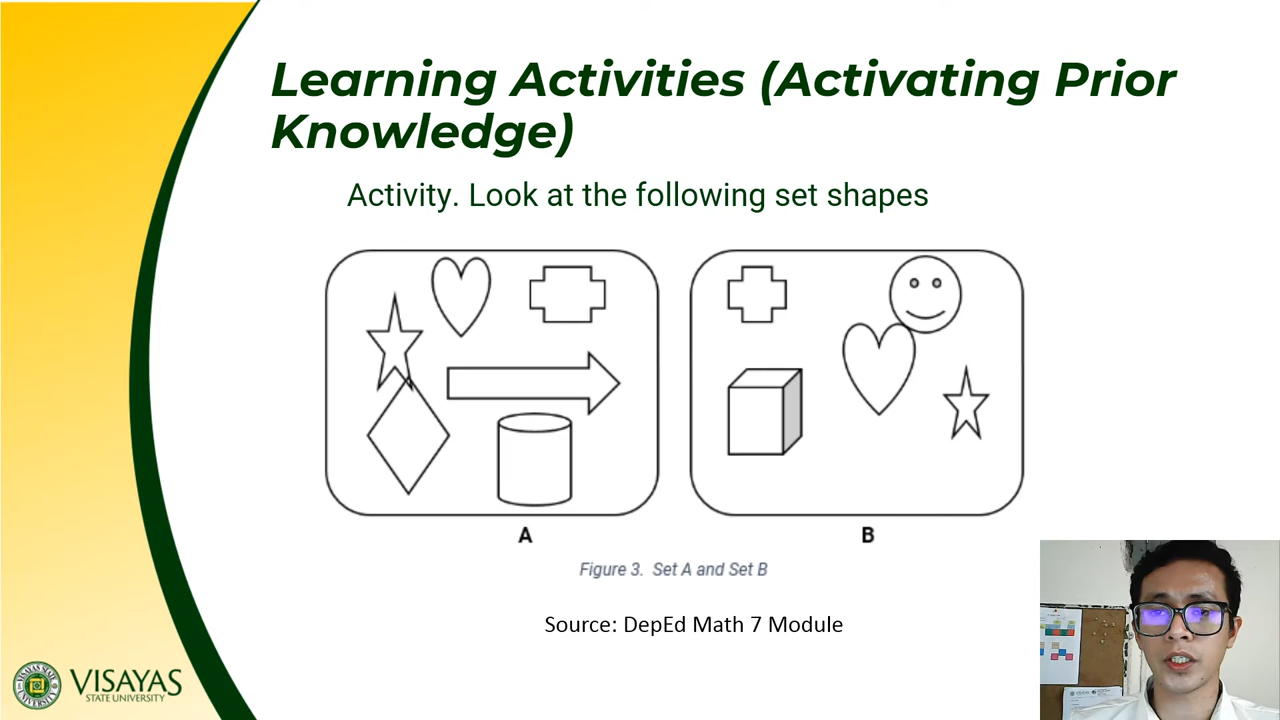 Learning Activities (Activating Prior
Knowledge)
Activity. Look at the following set shapes
A
B
Figure 3. Set A and Set B
Source: DepEd Math 7 Module
VISAYAS
STATE UNIVERSITY